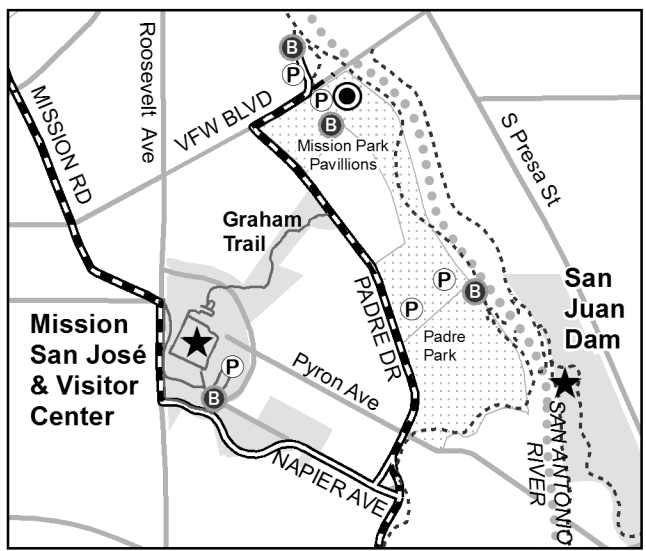 B
P
Roosevelt Ave
MISSION RD
VFW BLVD
P
B
Mission Park
Pavillions
S Presa St
Graham
Trail
PADRE DR
P
B
P
San
Juan
Dam
Padre
Park
Mission
San José
& Visitor
Center
P
B
Pyron Ave
NAPIER AVE
SAN ANTONIO
RIVER